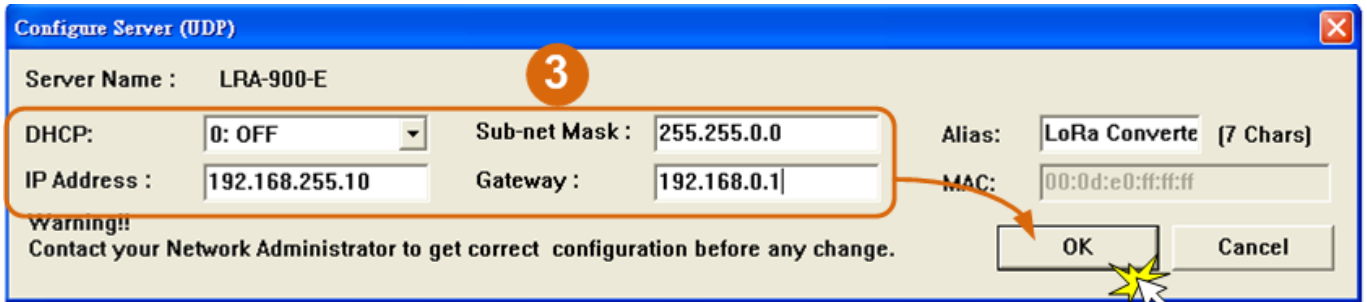 Configure Server (UDP)
Server Name : LRA-900-E
3
DHCP: 0: OFF Sub-net Mask : 255.255.0.0 Alias: LoRa Converte (7 Chars)
IP Address : 192.168.255.10 Gateway : 192.168.0.1 MAC: 00:0d:e0:ff:ff:ff
Warning!!
Contact your Network Administrator to get correct configuration before any change.
OK Cancel